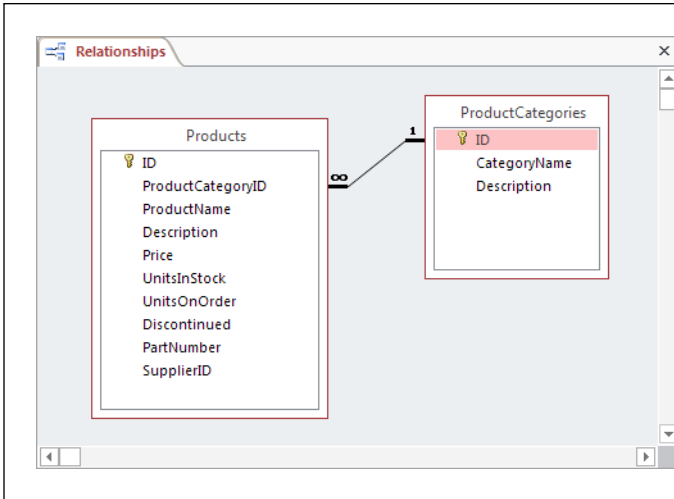 Relationships
Products
ID
ProductCategoryID
ProductName
Description
Price
UnitsInStock
UnitsOnOrder
Discontinued
PartNumber
SupplierID
∞
1
ProductCategories
ID
CategoryName
Description